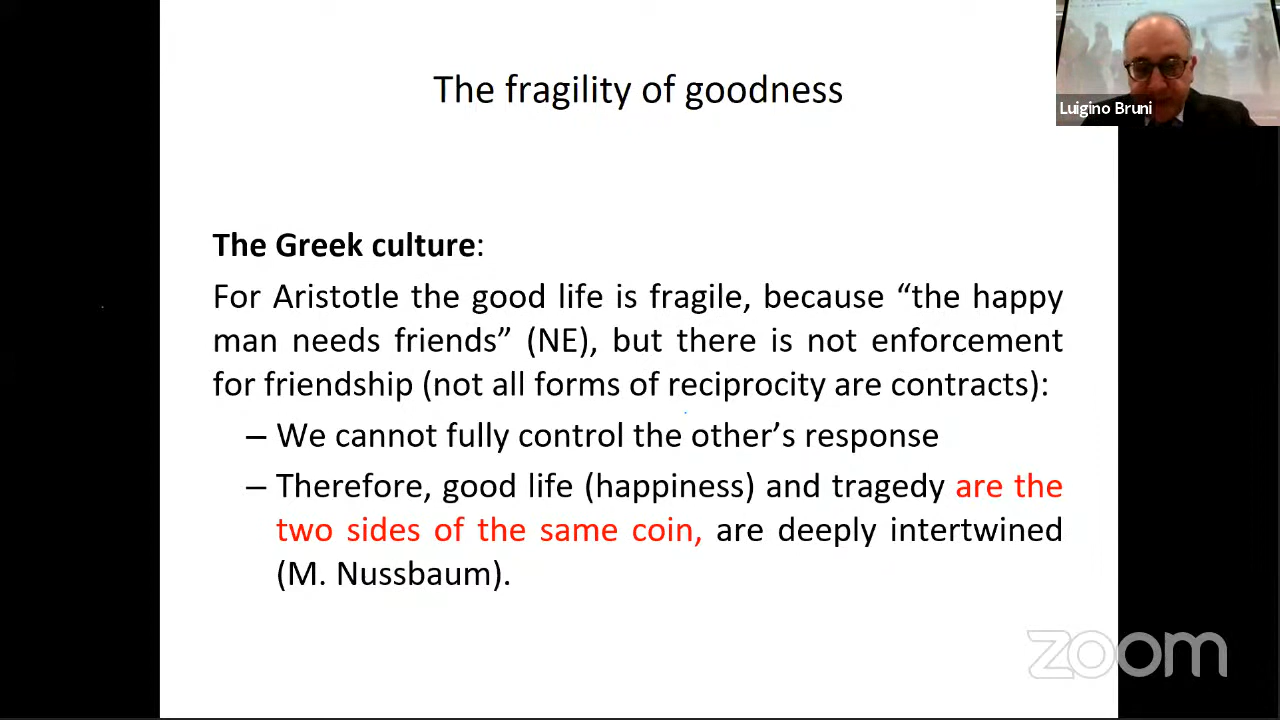 The fragility of goodness
Luigino Bruni
The Greek culture:
For Aristotle the good life is fragile, because “the happy
man needs friends” (NE), but there is not enforcement
for friendship (not all forms of reciprocity are contracts):
– We cannot fully control the other’s response
– Therefore, good life (happiness) and tragedy are the
two sides of the same coin, are deeply intertwined
(M. Nussbaum).
zoom